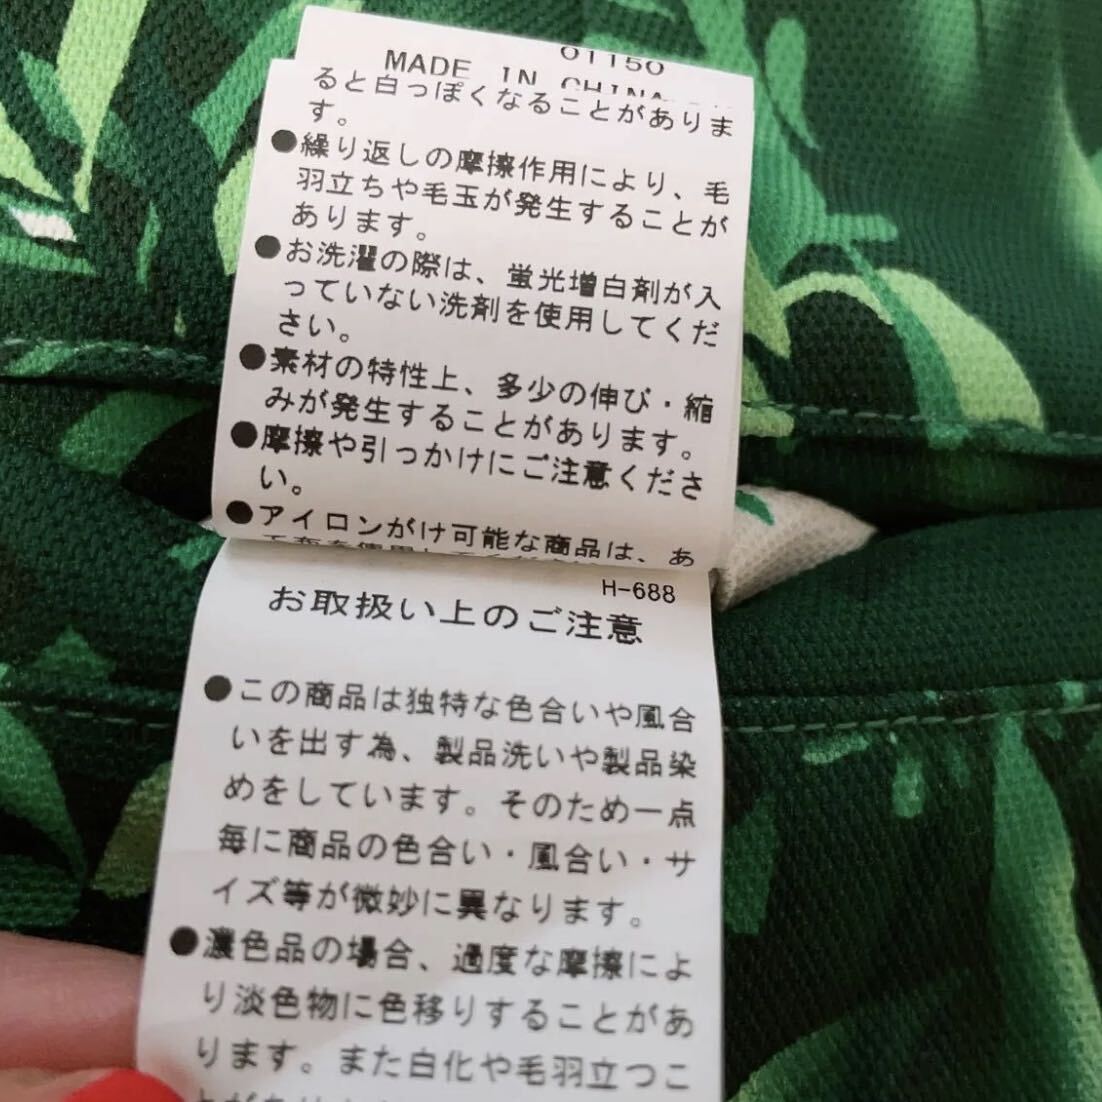 01150
MADE IN CHINA
ると白っぽくなることがありま
す。
●繰り返しの摩擦作用により、毛
羽立ちや毛玉が発生することが
あります。
●お洗濯の際は、蛍光増白剤が入
っていない洗剤を使用してくだ
さい。
●素材の特性上、多少の伸び・縮
みが発生することがあります。
●摩擦や引っかけにご注意くださ
い。
●アイロンがけ可能な商品は、あ
H-688
お取扱い上のご注意
●この商品は独特な色合いや風合
いを出す為、製品洗いや製品染
めをしています。そのため一点
毎に商品の色合い・風合い・サ
イズ等が微妙に異なります。
●濃色品の場合、過度な摩擦によ
り淡色物に色移りすることがあ
ります。また白化や毛羽立つこ